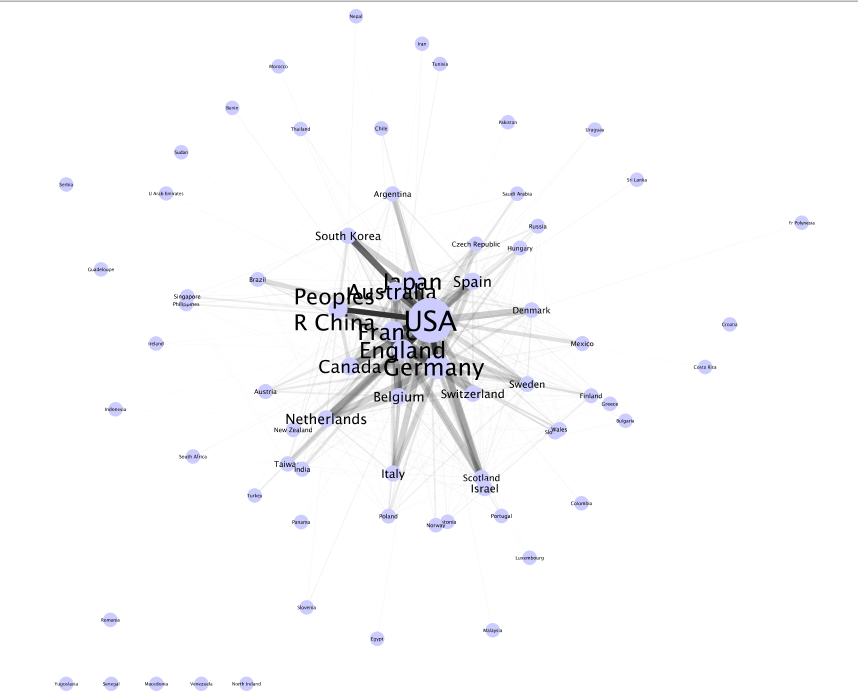 Nepal
Iran
Tunisia
Morocco
Benin
Thailand
Chile
Pakistan
Uruguay
Sudan
Serbia
U Arab Emirates
Argentina
Saudi Arabia
Sri Lanka
Fr Polynesia
Russia
South Korea
Czech Republic
Hungary
Guadeloupe
Brazil
Japan
Spain
Australia
Peoples
R China
Singapore
Philippines
Denmark
USA
Croatia
France
Ireland
Mexico
England
Canada
Germany
Costa Rica
Austria
Belgium
Switzerland
Sweden
Finland
Greece
Indonesia
Netherlands
Bulgaria
New Zealand
Wales
South Africa
Taiwan
India
Italy
Scotland
Israel
Turkey
Colombia
Panama
Poland
Norway
Portugal
Luxembourg
Slovenia
Romania
Egypt
Malaysia
Yugoslavia
Senegal
Macedonia
Venezuela
North Ireland